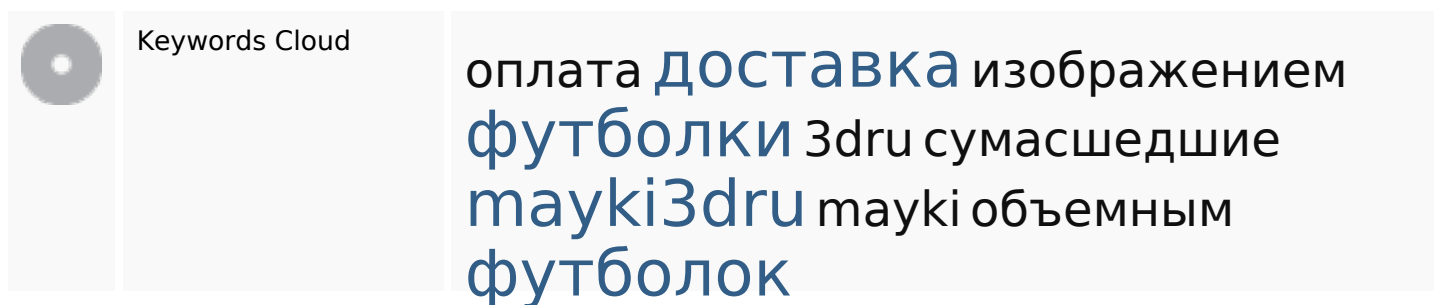 Keywords Cloud
оплата доставка изображением
футболки 3dru сумасшедшие
mayki3dru mayki объемным
футболок